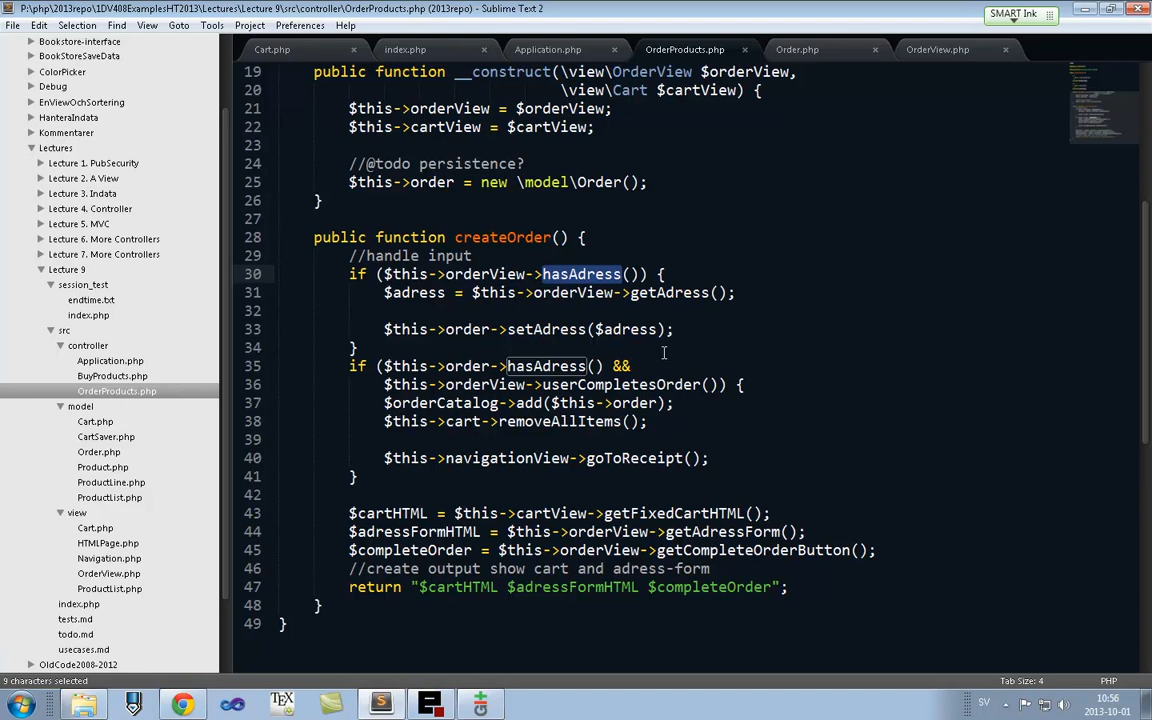 P:\php\2013repo\1DV408ExamplesHT2013\Lectures\Lecture 9\src\controller\OrderProducts.php (2013repo) - Sublime Text 2
SMART Ink
File Edit Selection Find View Goto Tools Project Preferences Help
Bookstore-interface
BookStoreSaveData
ColorPicker
Debug
EnViewOchSortering
HanteraIndata
Kommentarer
Lectures
Lecture 1. PubSecurity
Lecture 2. A View
Lecture 3. Indata
Lecture 4. Controller
Lecture 5. MVC
Lecture 6. More Controllers
Lecture 7. More Controllers
Lecture 9
session_test
endtime.txt
index.php
src
controller
Application.php
BuyProducts.php
OrderProducts.php
model
Cart.php
CartSaver.php
Order.php
Product.php
ProductLine.php
ProductList.php
view
Cart.php
HTMLPage.php
Navigation.php
OrderView.php
ProductList.php
index.php
tests.md
todo.md
usecases.md
OldCode2008-2012
Cart.php index.php Application.php OrderProducts.php Order.php OrderView.php
19 public function __construct(\view\OrderView $orderView,
20 \view\Cart $cartView) {
21 $this->orderView = $orderView;
22 $this->cartView = $cartView;
23
24 //@todo persistence?
25 $this->order = new \model\Order();
26 }
27
28 public function createOrder() {
29 //handle input
30 if ($this->orderView->hasAdress()) {
31 $adress = $this->orderView->getAdress();
32
33 $this->order->setAdress($adress);
34 }
35 if ($this->order->hasAdress() &&
36 $this->orderView->userCompletesOrder()) {
37 $orderCatalog->add($this->order);
38 $this->cart->removeAllItems();
39
40 $this->navigationView->goToReceipt();
41 }
42
43 $cartHTML = $this->cartView->getFixedCartHTML();
44 $adressFormHTML = $this->orderView->getAdressForm();
45 $completeOrder = $this->orderView->getCompleteOrderButton();
46 //create output show cart and adress-form
47 return "$cartHTML $adressFormHTML $completeOrder";
48 }
49 }
9 characters selected
Tab Size: 4 PHP
SV 10:56
2013-10-01